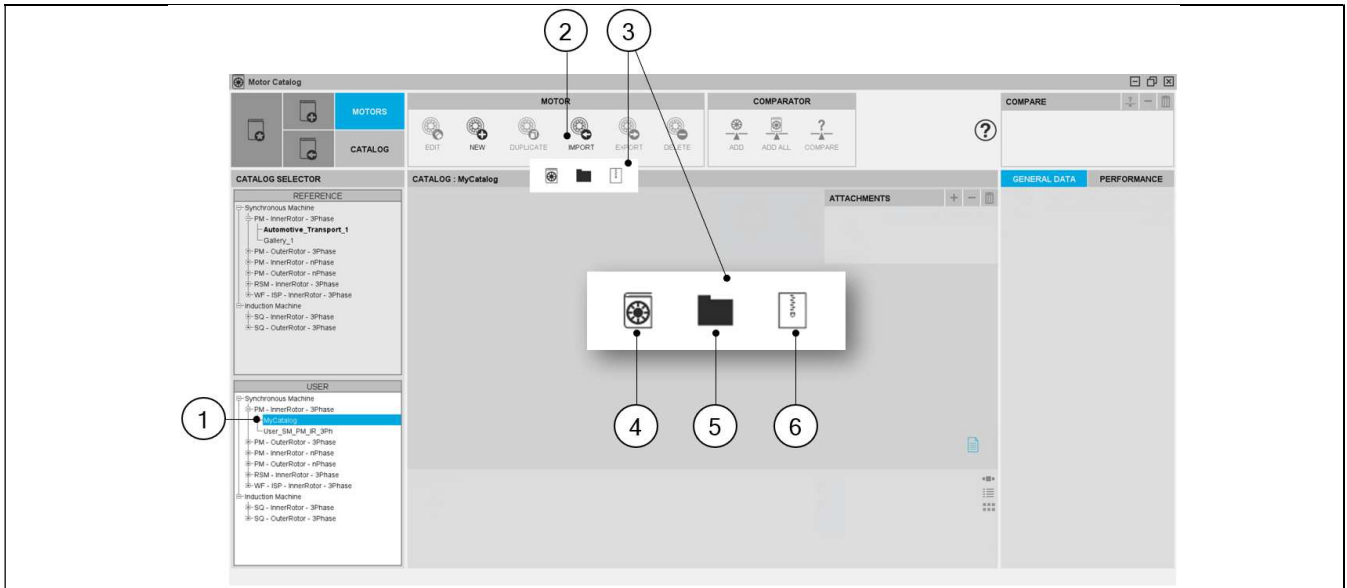 2
3
Motor Catalog
MOTORS
CATALOG
MOTOR
EDIT
NEW
DUPLICATE
IMPORT
EXPORT
DELETE
COMPARATOR
ADD
ADD ALL
COMPARE
?
COMPARE
CATALOG SELECTOR
REFERENCE
Synchronous Machine
PM - InnerRotor - 3Phase
Automotive_Transport_1
Gallery_1
PM - OuterRotor - 3Phase
PM - InnerRotor - nPhase
PM - OuterRotor - nPhase
RSM - InnerRotor - 3Phase
WF - ISP - InnerRotor - 3Phase
Induction Machine
SQ - InnerRotor - 3Phase
SQ - OuterRotor - 3Phase
USER
Synchronous Machine
PM - InnerRotor - 3Phase
1
MyCatalog
User_SM_PM_IR_3Ph
PM - OuterRotor - 3Phase
PM - InnerRotor - nPhase
PM - OuterRotor - nPhase
RSM - InnerRotor - 3Phase
WF - ISP - InnerRotor - 3Phase
Induction Machine
SQ - InnerRotor - 3Phase
SQ - OuterRotor - 3Phase
CATALOG : MyCatalog
ATTACHMENTS
4
5
6
GENERAL DATA
PERFORMANCE